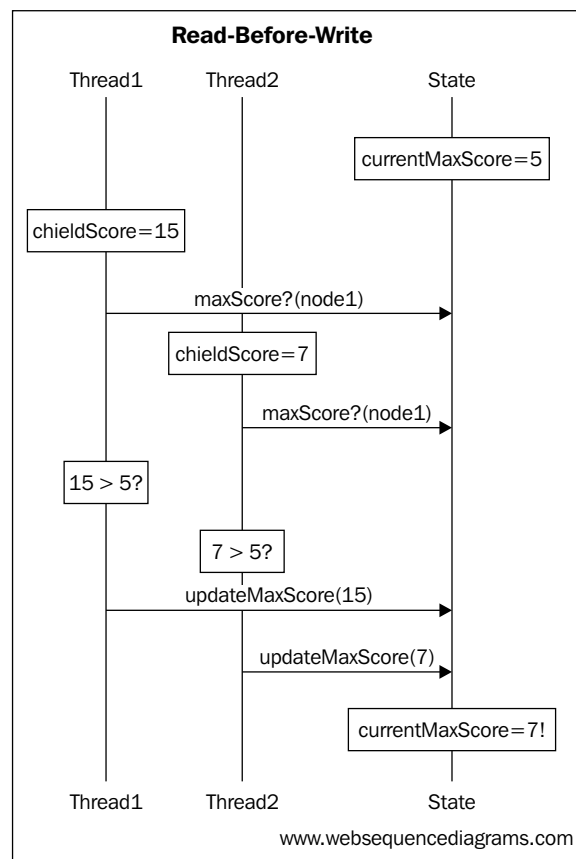 Read-Before-Write
Thread1 Thread2 State
currentMaxScore=5
chieldScore=15
maxScore?(node1)
chieldScore=7
maxScore?(node1)
15 > 5?
7 > 5?
updateMaxScore(15)
updateMaxScore(7)
currentMaxScore=7!
Thread1 Thread2 State
www.websequencediagrams.com